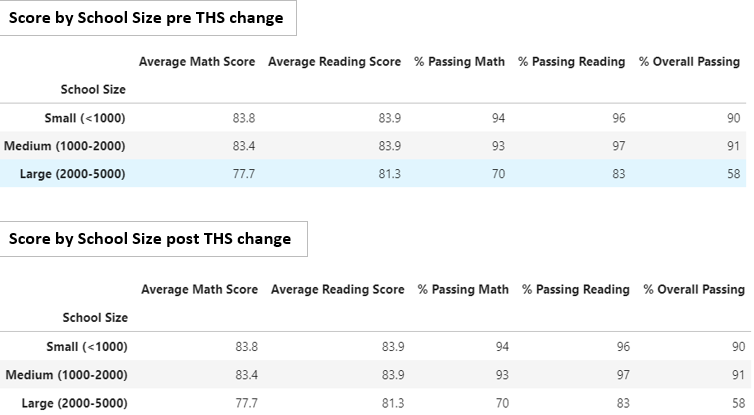 Score by School Size pre THS change
Average Math Score Average Reading Score % Passing Math % Passing Reading % Overall Passing
School Size
Small (<1000) 83.8 83.9 94 96 90
Medium (1000-2000) 83.4 83.9 93 97 91
Large (2000-5000) 77.7 81.3 70 83 58
Score by School Size post THS change
Average Math Score Average Reading Score % Passing Math % Passing Reading % Overall Passing
School Size
Small (<1000) 83.8 83.9 94 96 90
Medium (1000-2000) 83.4 83.9 93 97 91
Large (2000-5000) 77.7 81.3 70 83 58